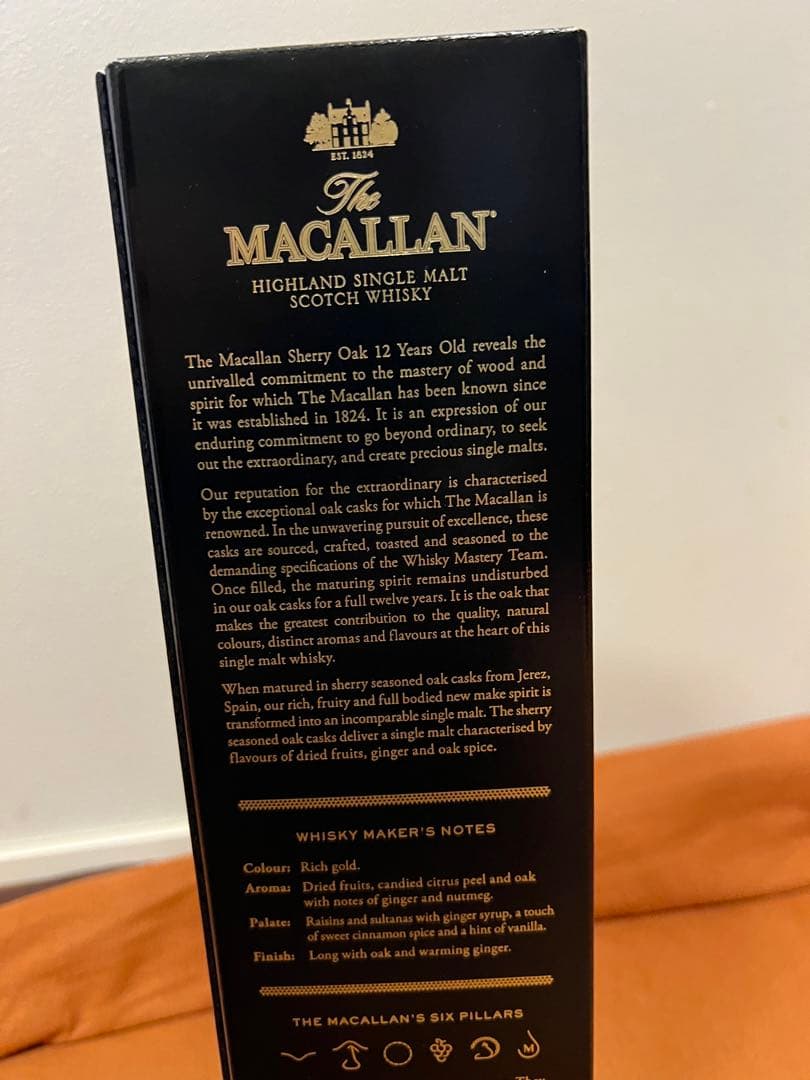 EST. 1824
The
MACALLAN®
HIGHLAND SINGLE MALT
SCOTCH WHISKY
The Macallan Sherry Oak 12 Years Old reveals the
unrivalled commitment to the mastery of wood and
spirit for which The Macallan has been known since
it was established in 1824. It is an expression of our
enduring commitment to go beyond ordinary, to seek
out the extraordinary, and create precious single malts.
Our reputation for the extraordinary is characterised
by the exceptional oak casks for which The Macallan is
renowned. In the unwavering pursuit of excellence, these
casks are sourced, crafted, toasted and seasoned to the
demanding specifications of the Whisky Mastery Team.
Once filled, the maturing spirit remains undisturbed
in our oak casks for a full twelve years. It is the oak that
makes the greatest contribution to the quality, natural
colours, distinct aromas and flavours at the heart of this
single malt whisky.
When matured in sherry seasoned oak casks from Jerez,
Spain, our rich, fruity and full bodied new make spirit is
transformed into an incomparable single malt. The sherry
seasoned oak casks deliver a single malt characterised by
flavours of dried fruits, ginger and oak spice.
WHISKY MAKER'S NOTES
Colour: Rich gold.
Aroma: Dried fruits, candied citrus peel and oak
with notes of ginger and nutmeg.
Palate: Raisins and sultanas with ginger syrup, a touch
of sweet cinnamon spice and a hint of vanilla.
Finish: Long with oak and warming ginger.
THE MACALLAN'S SIX PILLARS
M